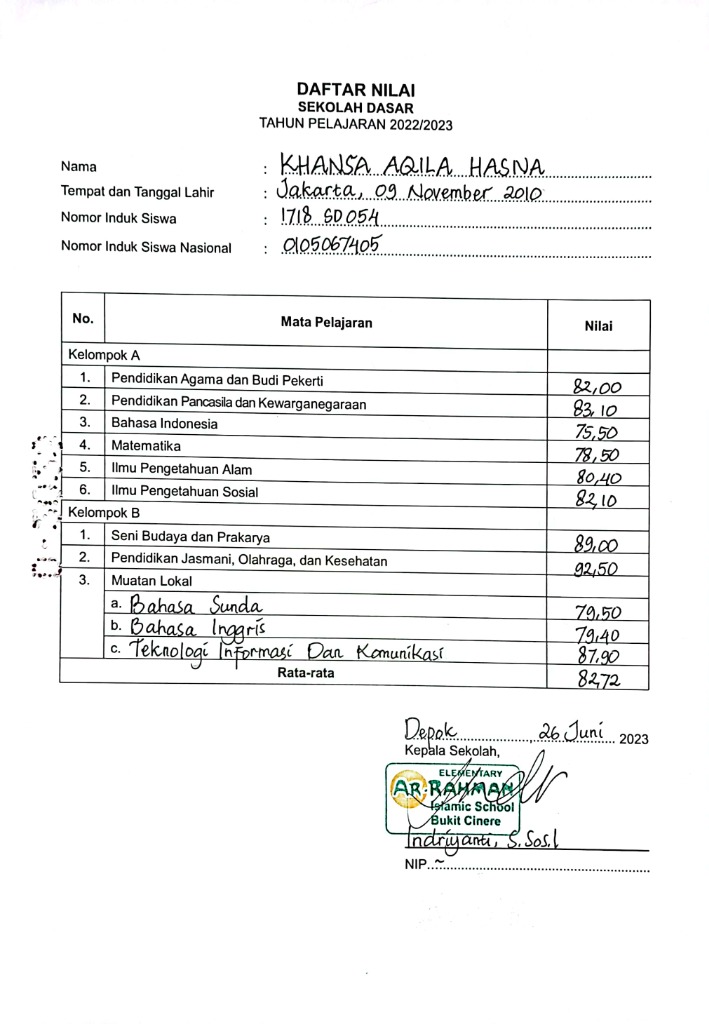 DAFTAR NILAI
SEKOLAH DASAR
TAHUN PELAJARAN 2022/2023
Nama : KHANSA AQILA HASNA
Tempat dan Tanggal Lahir : Jakarta, 09 November 2010
Nomor Induk Siswa : 1718 SD 054
Nomor Induk Siswa Nasional : 0105067405
No. Mata Pelajaran Nilai
Kelompok A
1. Pendidikan Agama dan Budi Pekerti 82,00
2. Pendidikan Pancasila dan Kewarganegaraan 83,10
3. Bahasa Indonesia 75,50
4. Matematika 78,50
5. Ilmu Pengetahuan Alam 80,40
6. Ilmu Pengetahuan Sosial 82,10
Kelompok B
1. Seni Budaya dan Prakarya 89,00
2. Pendidikan Jasmani, Olahraga, dan Kesehatan 92,50
3. Muatan Lokal
a. Bahasa Sunda 79,50
b. Bahasa Inggris 79,40
c. Teknologi Informasi Dan Komunikasi 87,90
Rata-rata 82,72
Depok, 26 Juni 2023
Kepala Sekolah,
ELEMENTARY
AR-RAHMAN
Islamic School
Bukit Cinere
Indriyanti, S.Sos.I
NIP. ~